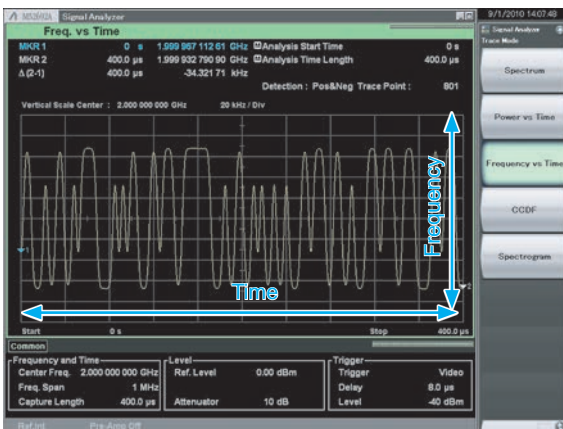 MS2692A Signal Analyzer
9/1/2010 14:07:48
Freq. vs Time
Signal Analyzer
Trace Mode
MKR 1 0 s 1.999 967 112 61 GHz Analysis Start Time 0 s
MKR 2 400.0 µs 1.999 932 790 90 GHz Analysis Time Length 400.0 µs
Δ(2-1) 400.0 µs -34.321 71 kHz
Detection : Pos&Neg Trace Point : 801
Vertical Scale Center : 2.000 000 000 GHz 20 kHz / Div
Spectrum
Power vs Time
Frequency vs Time
CCDF
Spectrogram
Frequency
1
2
Time
Start 0 s Stop 400.0 µs
Common
Frequency and Time
Center Freq. 2.000 000 000 GHz
Freq. Span 1 MHz
Capture Length 400.0 µs
Level
Ref. Level 0.00 dBm
Attenuator 10 dB
Trigger
Trigger Video
Delay 8.0 µs
Level -40 dBm
Ref.Int Pre-Amp Off